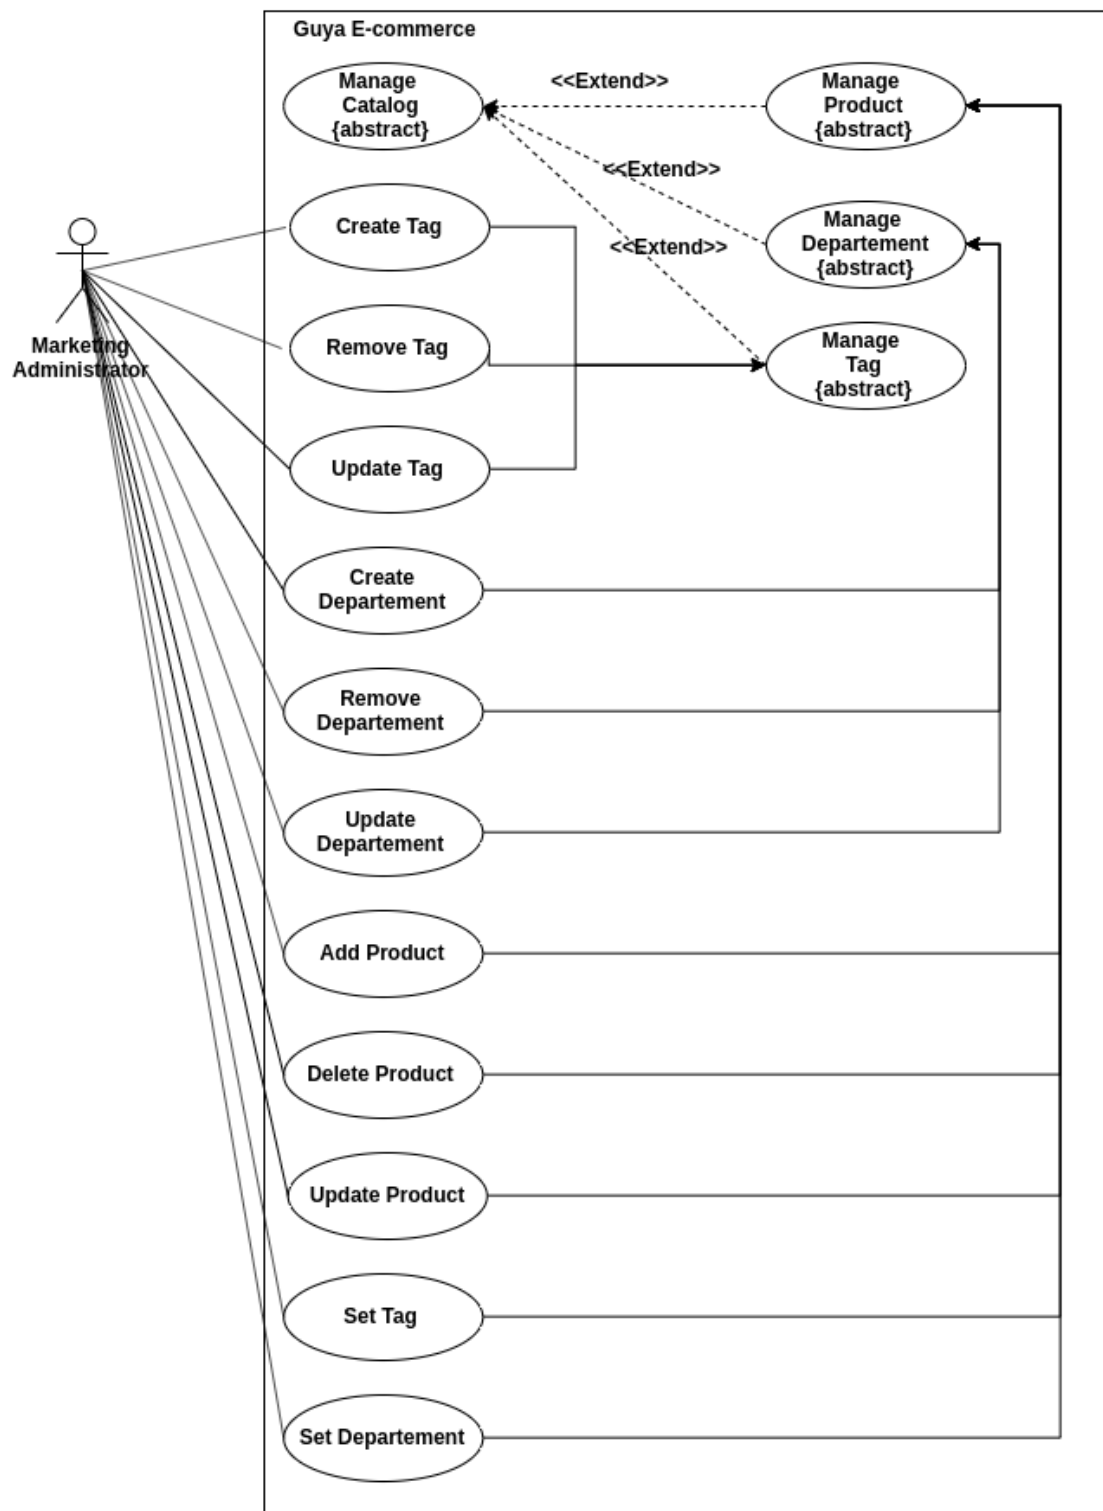 Guya E-commerce
Manage
Catalog
{abstract}
<<Extend>>
Manage
Product
{abstract}
<<Extend>>
Create Tag
Manage
Departement
{abstract}
<<Extend>>
Marketing
Administrator
Remove Tag
Manage
Tag
{abstract}
Update Tag
Create
Departement
Remove
Departement
Update
Departement
Add Product
Delete Product
Update Product
Set Tag
Set Departement